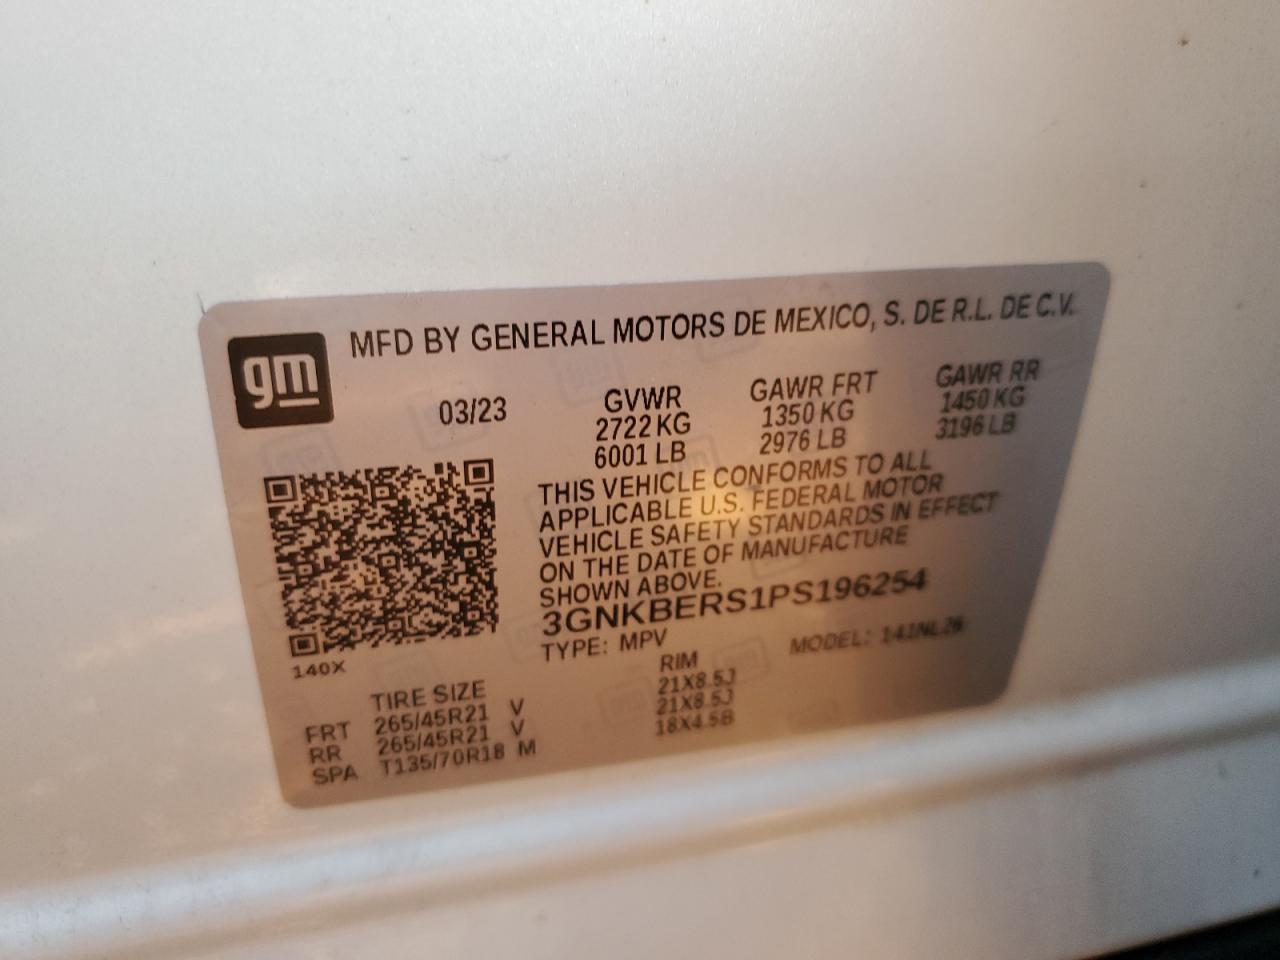 gm
MFD BY GENERAL MOTORS DE MEXICO, S. DE R.L. DE C.V.
03/23 GVWR GAWR FRT GAWR RR
2722 KG 1350 KG 1450 KG
6001 LB 2976 LB 3196 LB
THIS VEHICLE CONFORMS TO ALL
APPLICABLE U.S. FEDERAL MOTOR
VEHICLE SAFETY STANDARDS IN EFFECT
ON THE DATE OF MANUFACTURE
SHOWN ABOVE.
3GNKBERS1PS196254
TYPE: MPV MODEL:
140X
TIRE SIZE RIM
FRT 265/45R21 V 21X8.5J
RR 265/45R21 V 21X8.5J
SPA T135/70R18 M 18X4.5B